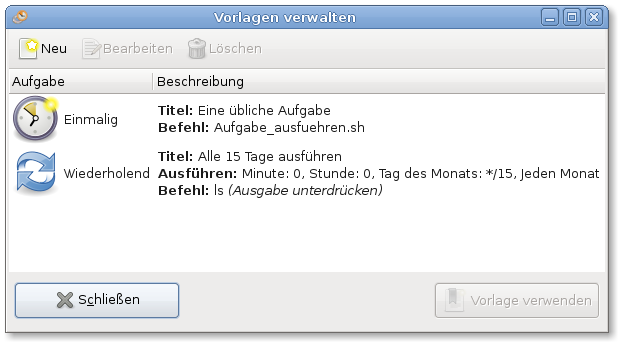 Vorlagen verwalten
Neu Bearbeiten Löschen
Aufgabe Beschreibung
Einmalig
Titel: Eine übliche Aufgabe
Befehl: Aufgabe_ausfuehren.sh
Wiederholend
Titel: Alle 15 Tage ausführen
Ausführen: Minute: 0, Stunde: 0, Tag des Monats: */15, Jeden Monat
Befehl: ls (Ausgabe unterdrücken)
Schließen Vorlage verwenden